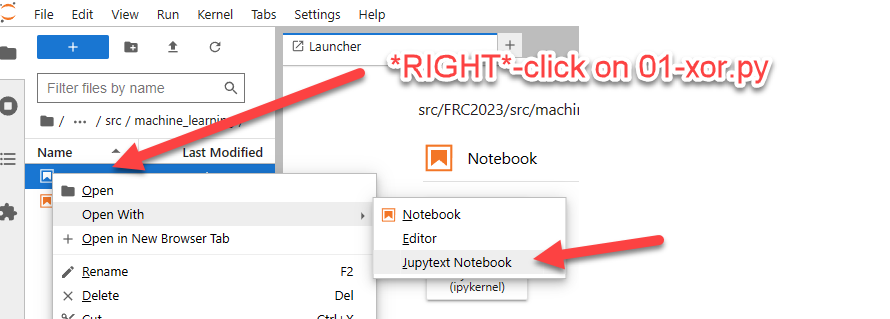 File Edit View Run Kernel Tabs Settings Help
+
Launcher
+
*RIGHT*-click on 01-xor.py
Filter files by name
/ ··· / src / machine_learning /
src/FRC2023/src/machin
Name Last Modified
Notebook
Open
Open With
Notebook
Open in New Browser Tab
Editor
Jupytext Notebook
Rename F2
(ipykernel)
Delete Del
Cut Ctrl+X